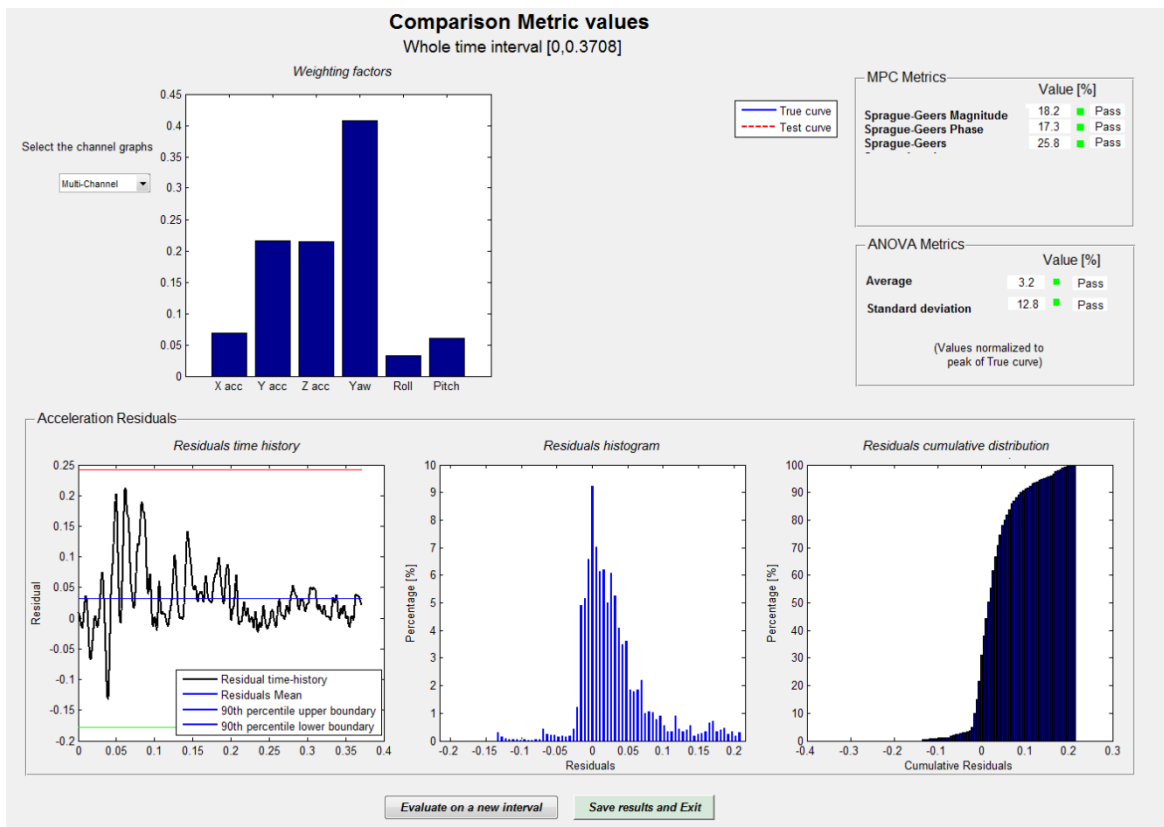 Comparison Metric values
Whole time interval [0,0.3708]
Weighting factors
0.45
0.4
0.35
0.3
0.25
0.2
0.15
0.1
0.05
0
X acc Y acc Z acc Yaw Roll Pitch
Select the channel graphs
Multi-Channel
True curve
Test curve
MPC Metrics
Value [%]
Sprague-Geers Magnitude 18.2 Pass
Sprague-Geers Phase 17.3 Pass
Sprague-Geers 25.8 Pass
ANOVA Metrics
Value [%]
Average 3.2 Pass
Standard deviation 12.8 Pass
(Values normalized to
peak of True curve)
Acceleration Residuals
Residuals time history
0.25
0.2
0.15
0.1
0.05
0
-0.05
-0.1
-0.15
-0.2
Residual
0 0.05 0.1 0.15 0.2 0.25 0.3 0.35 0.4
Residual time-history
Residuals Mean
90th percentile upper boundary
90th percentile lower boundary
Residuals histogram
10
9
8
7
6
5
4
3
2
1
0
Percentage [%]
-0.2 -0.15 -0.1 -0.05 0 0.05 0.1 0.15 0.2
Residuals
Residuals cumulative distribution
100
90
80
70
60
50
40
30
20
10
0
Percentage [%]
-0.4 -0.3 -0.2 -0.1 0 0.1 0.2 0.3
Cumulative Residuals
Evaluate on a new interval
Save results and Exit